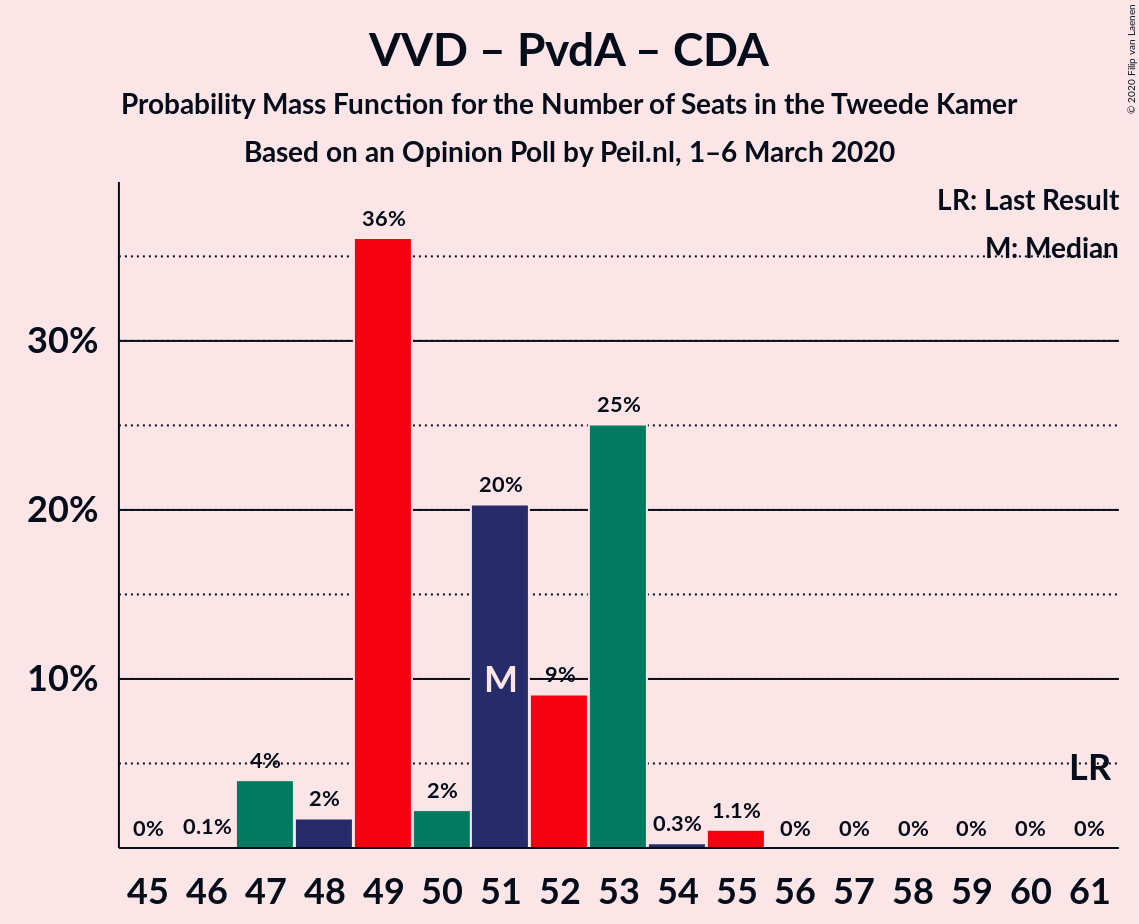 VVD – PvdA – CDA
Probability Mass Function for the Number of Seats in the Tweede Kamer
Based on an Opinion Poll by Peil.nl, 1–6 March 2020
© 2020 Filip van Laenen
LR: Last Result
M: Median
36%
30%
25%
20%
20%
10%
M
9%
LR
4%
2%
2%
1.1%
0%
0.1%
0.3%
0%
0%
0%
0%
0%
0%
45 46 47 48 49 50 51 52 53 54 55 56 57 58 59 60 61